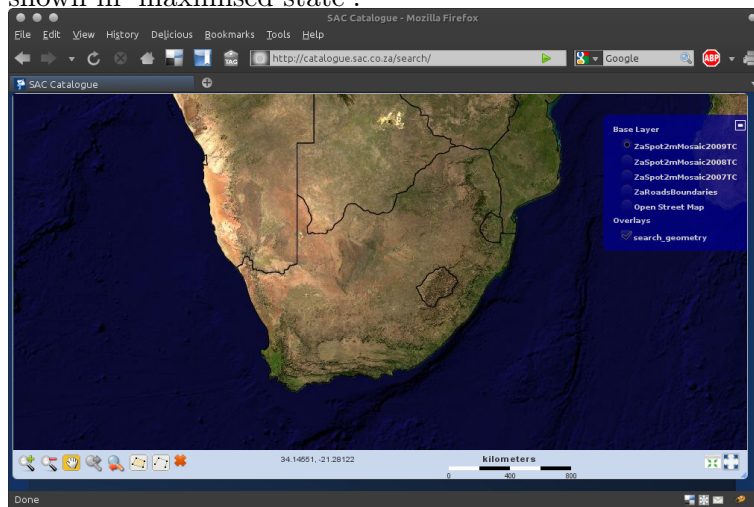 shown in 'maximised state'.
SAC Catalogue - Mozilla Firefox
File Edit View History Delicious Bookmarks Tools Help
TAG http://catalogue.sac.co.za/search/ Google ABP
SAC Catalogue
Base Layer
ZaSpot2mMosaic2009TC
ZaSpot2mMosaic2008TC
ZaSpot2mMosaic2007TC
ZaRoadsBoundaries
Open Street Map
Overlays
search_geometry
34.14551, -21.28122
kilometers
0 400 800
Done